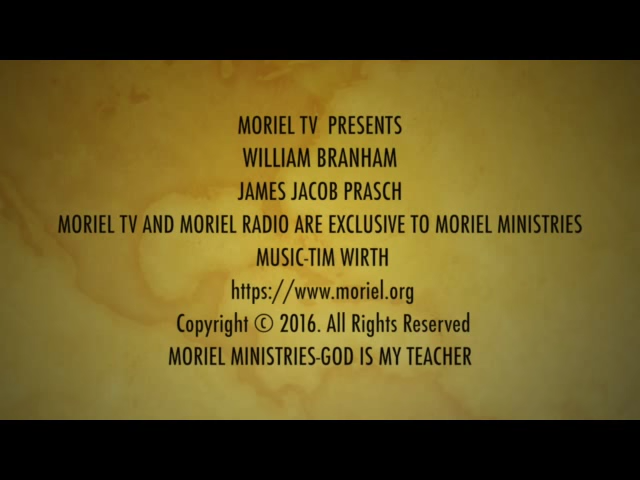 MORIEL TV  PRESENTS
WILLIAM BRANHAM
JAMES JACOB PRASCH
MORIEL TV AND MORIEL RADIO ARE EXCLUSIVE TO MORIEL MINISTRIES
MUSIC-TIM WIRTH
https://www.moriel.org
Copyright © 2016. All Rights Reserved
MORIEL MINISTRIES-GOD IS MY TEACHER